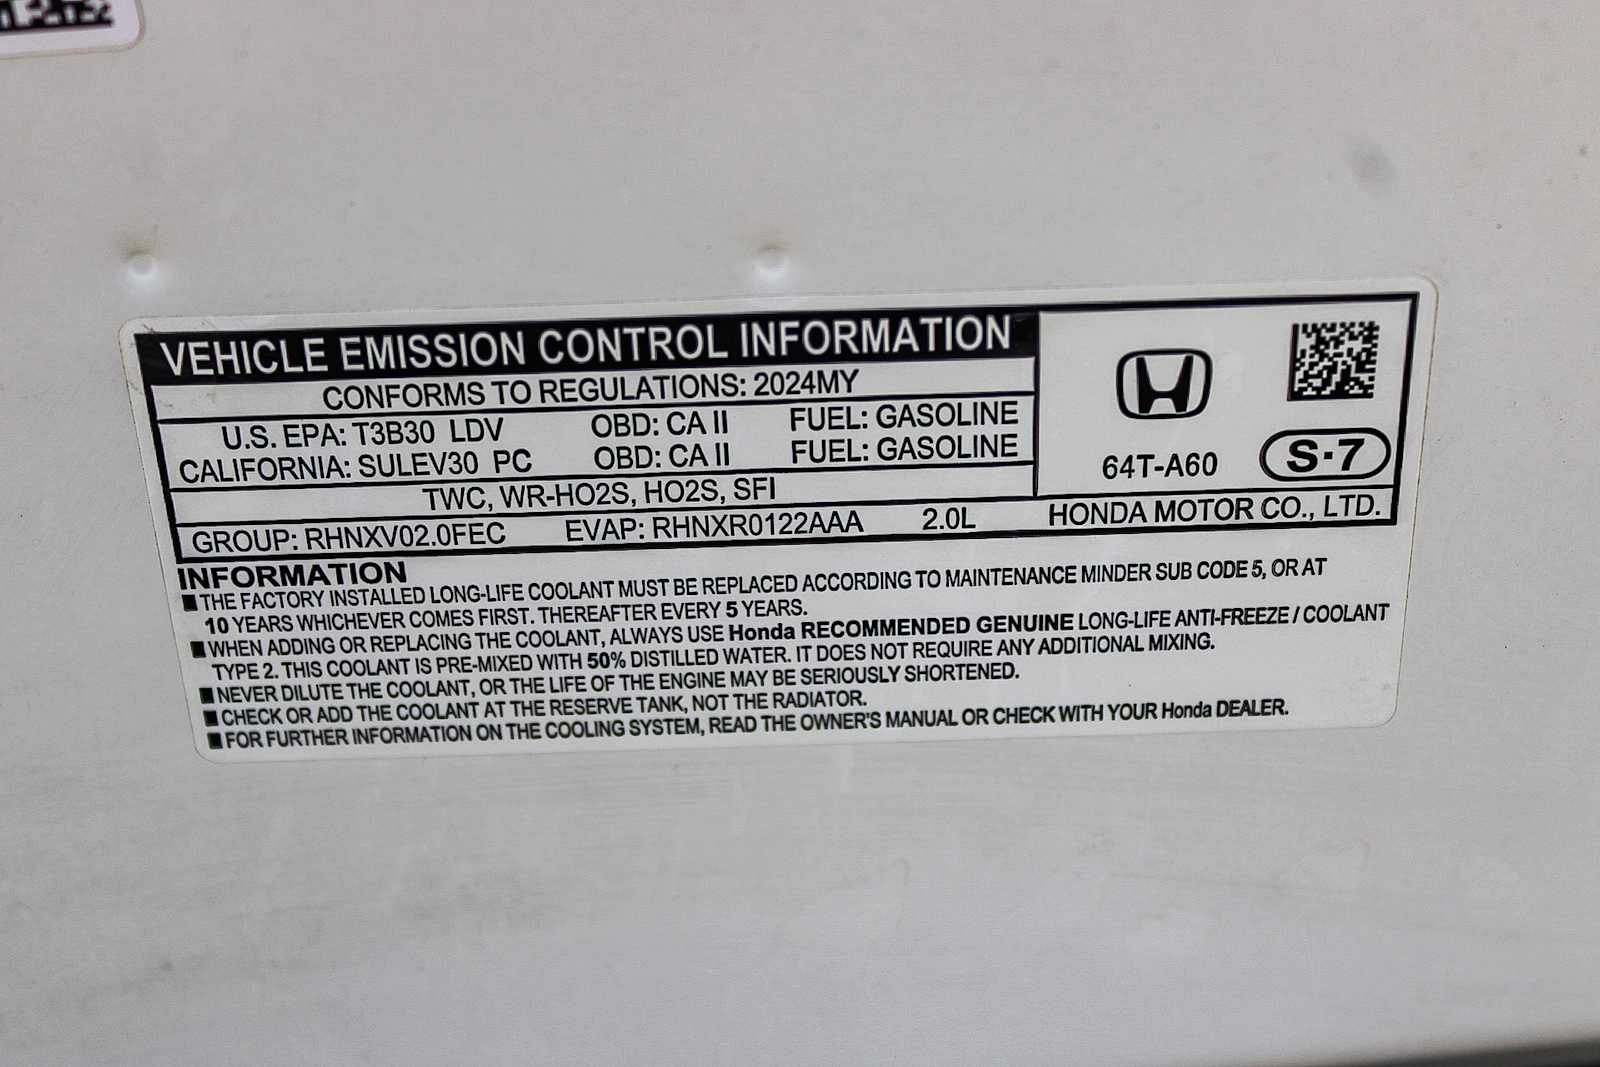 VEHICLE EMISSION CONTROL INFORMATION
CONFORMS TO REGULATIONS: 2024MY
U.S. EPA: T3B30 LDV OBD: CA II FUEL: GASOLINE
CALIFORNIA: SULEV30 PC OBD: CA II FUEL: GASOLINE
TWC, WR-HO2S, HO2S, SFI
GROUP: RHNXV02.0FEC EVAP: RHNXR0122AAA 2.0L
64T-A60 S·7
HONDA MOTOR CO., LTD.
INFORMATION
■ THE FACTORY INSTALLED LONG-LIFE COOLANT MUST BE REPLACED ACCORDING TO MAINTENANCE MINDER SUB CODE 5, OR AT
10 YEARS WHICHEVER COMES FIRST. THEREAFTER EVERY 5 YEARS.
■ WHEN ADDING OR REPLACING THE COOLANT, ALWAYS USE Honda RECOMMENDED GENUINE LONG-LIFE ANTI-FREEZE / COOLANT
TYPE 2. THIS COOLANT IS PRE-MIXED WITH 50% DISTILLED WATER. IT DOES NOT REQUIRE ANY ADDITIONAL MIXING.
■ NEVER DILUTE THE COOLANT, OR THE LIFE OF THE ENGINE MAY BE SERIOUSLY SHORTENED.
■ CHECK OR ADD THE COOLANT AT THE RESERVE TANK, NOT THE RADIATOR.
■ FOR FURTHER INFORMATION ON THE COOLING SYSTEM, READ THE OWNER'S MANUAL OR CHECK WITH YOUR Honda DEALER.